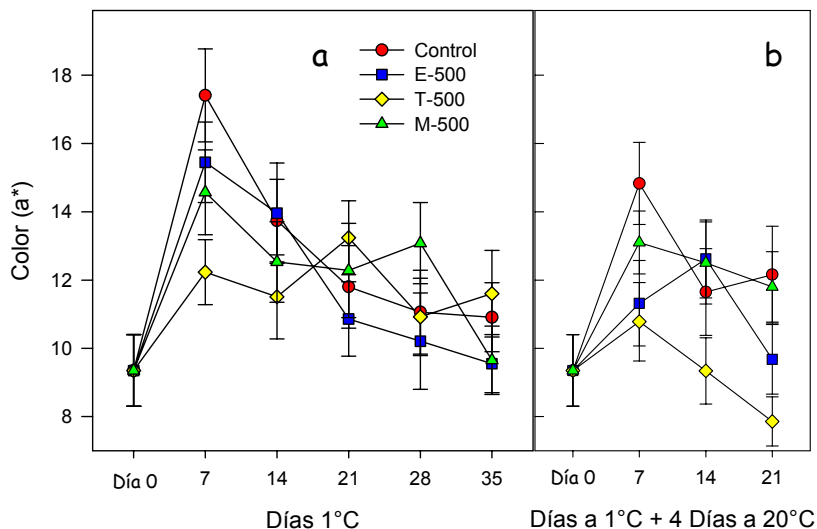 a
b
Control
E-500
T-500
M-500
Color (a*)
18
16
14
12
10
8
Día 0 7 14 21 28 35
Día 0 7 14 21
Días 1°C
Días a 1°C + 4 Días a 20°C